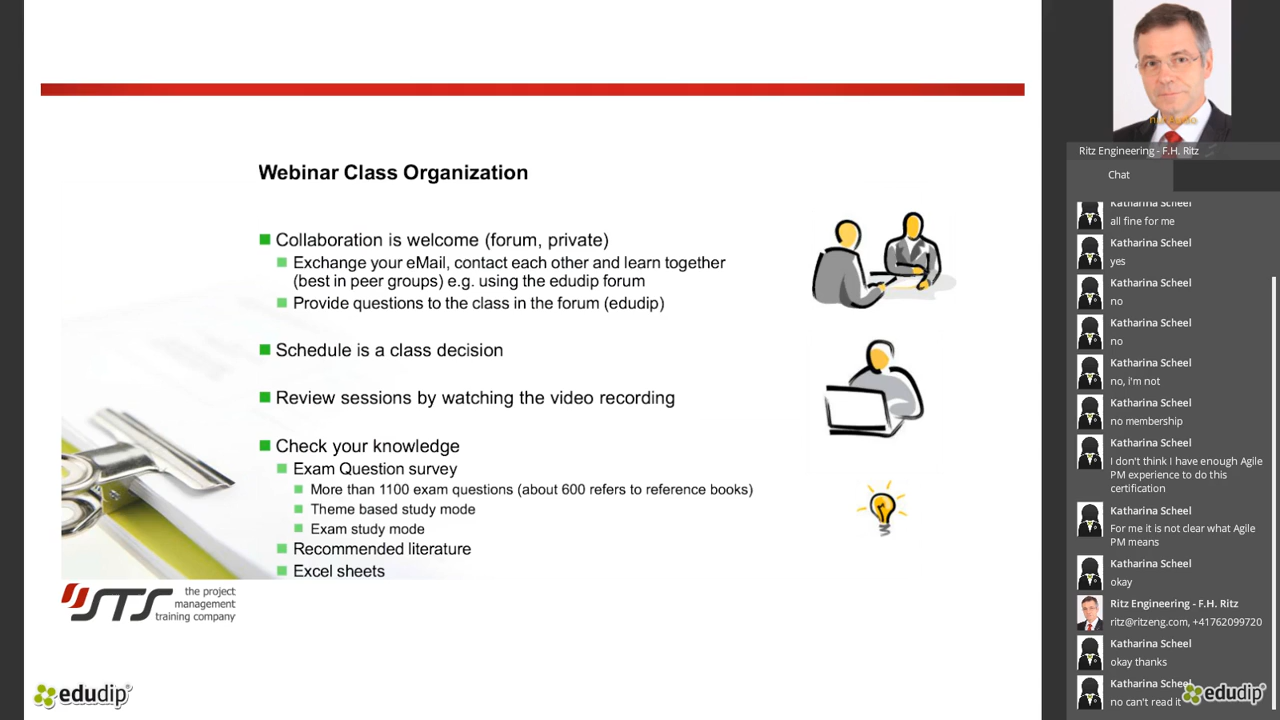 Webinar Class Organization
Collaboration is welcome (forum, private)
Exchange your eMail, contact each other and learn together
(best in peer groups) e.g. using the edudip forum
Provide questions to the class in the forum (edudip)
Schedule is a class decision
Review sessions by watching the video recording
Check your knowledge
Exam Question survey
More than 1100 exam questions (about 600 refers to reference books)
Theme based study mode
Exam study mode
Recommended literature
Excel sheets
STS
the project
management
training company
edudip
Ritz Engineering - F.H. Ritz
Chat
Katharina Scheel
all fine for me
Katharina Scheel
yes
Katharina Scheel
no
Katharina Scheel
no
Katharina Scheel
no, i'm not
Katharina Scheel
no membership
Katharina Scheel
I don't think I have enough Agile
PM experience to do this
certification
Katharina Scheel
For me it is not clear what Agile
PM means
Katharina Scheel
okay
Ritz Engineering - F.H. Ritz
ritz@ritzeng.com, +41762099720
Katharina Scheel
okay thanks
Katharina Scheel
no can't read it
edudip